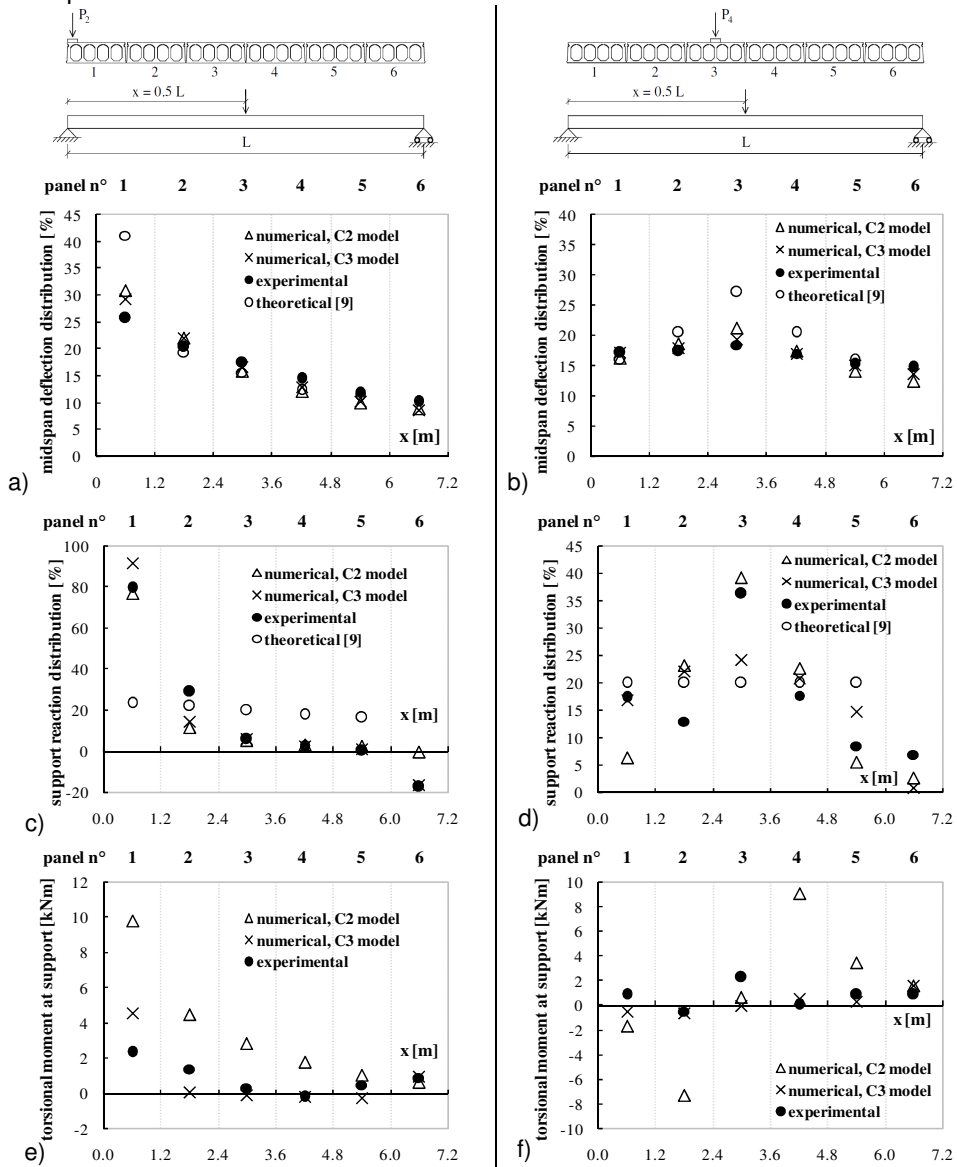 P2
1 2 3 4 5 6
x = 0.5 L
L
panel n° 1 2 3 4 5 6
midspan deflection distribution [%]
45
40
35
30
25
20
15
10
5
0
numerical, C2 model
numerical, C3 model
experimental
theoretical [9]
x [m]
a)
0 1.2 2.4 3.6 4.8 6.0 7.2
P4
1 2 3 4 5 6
x = 0.5 L
L
panel n° 1 2 3 4 5 6
midspan deflection distribution [%]
40
35
30
25
20
15
10
5
0
numerical, C2 model
numerical, C3 model
experimental
theoretical [9]
x [m]
b)
0 1.2 2.4 3.6 4.8 6.0 7.2
panel n° 1 2 3 4 5 6
support reaction distribution [%]
100
80
60
40
20
0
-20
numerical, C2 model
numerical, C3 model
experimental
theoretical [9]
x [m]
c)
0.0 1.2 2.4 3.6 4.8 6.0 7.2
panel n° 1 2 3 4 5 6
support reaction distribution [%]
45
40
35
30
25
20
15
10
5
0
numerical, C2 model
numerical, C3 model
experimental
theoretical [9]
x [m]
d)
0.0 1.2 2.4 3.6 4.8 6.0 7.2
panel n° 1 2 3 4 5 6
torsional moment at support [kNm]
12
10
8
6
4
2
0
-2
numerical, C2 model
numerical, C3 model
experimental
x [m]
e)
0.0 1.2 2.4 3.6 4.8 6.0 7.2
panel n° 1 2 3 4 5 6
torsional moment at support [kNm]
10
8
6
4
2
0
-2
-4
-6
-8
-10
x [m]
numerical, C2 model
numerical, C3 model
experimental
f)
0.0 1.2 2.4 3.6 4.8 6.0 7.2